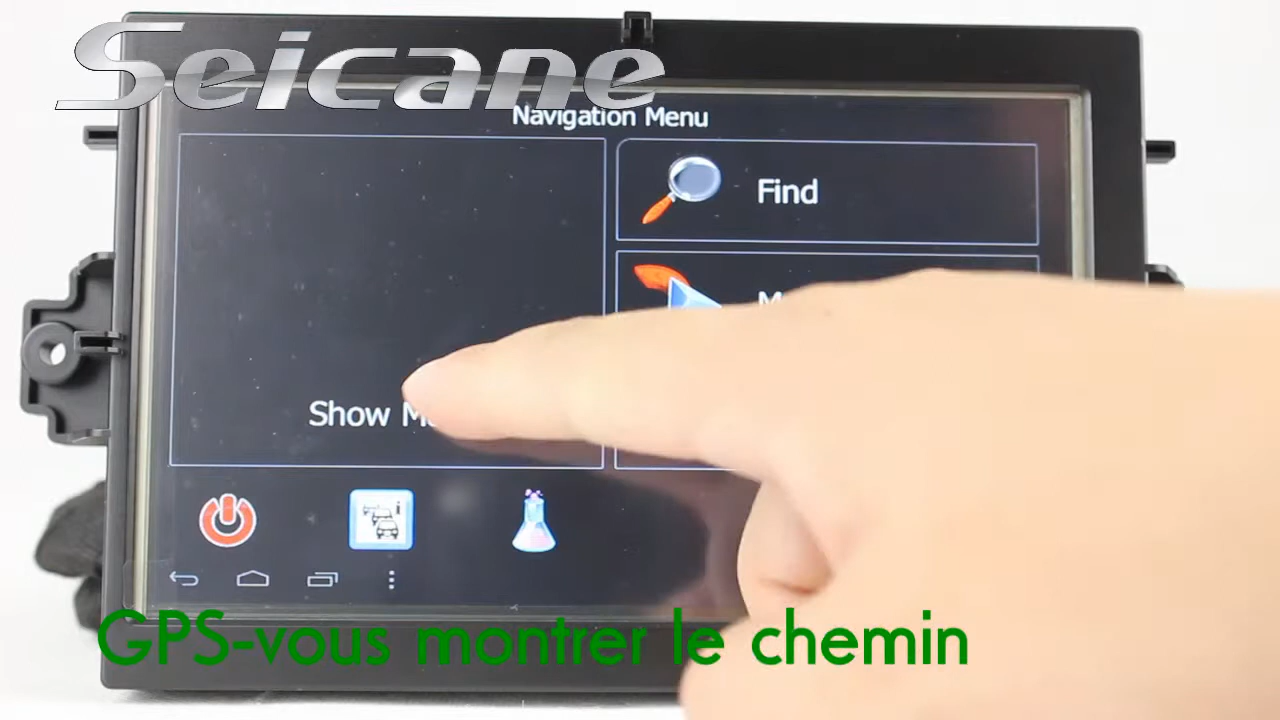 Seicane
Navigation Menu
Find
Show
GPS-vous montrer le chemin